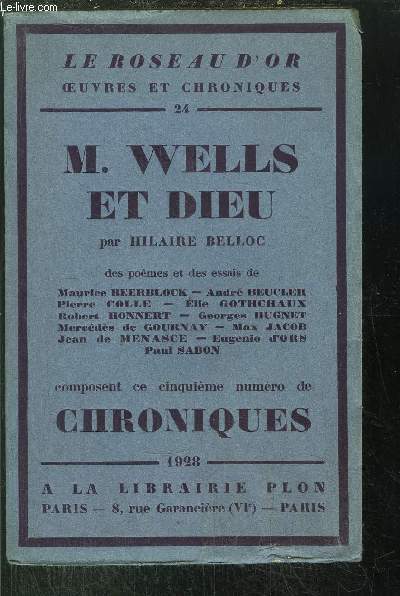 Le-livre.com
LE ROSEAU D'OR
ŒUVRES ET CHRONIQUES
24
M. WELLS
ET DIEU
par HILAIRE BELLOC
des poèmes et des essais de
Maurice BEERBLOCK — André BEUCLER
Pierre COLLE — Élie GOTHCHAUX
Robert HONNERT — Georges HUGNET
Mercédès de GOURNAY — Max JACOB
Jean de MENASCE — Eugenio d'ORS
Paul SABON
composent ce cinquième numéro de
CHRONIQUES
1928
A LA LIBRAIRIE PLON
PARIS — 8, rue Garancière (VIe) — PARIS